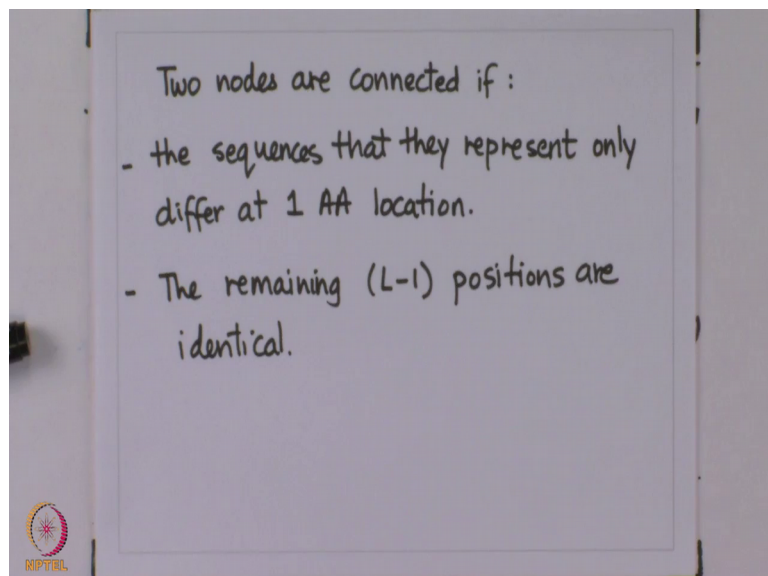 Two nodes are connected if :
- the sequences that they represent only
differ at 1 AA location.
- The remaining (L-1) positions are
identical.
NPTEL